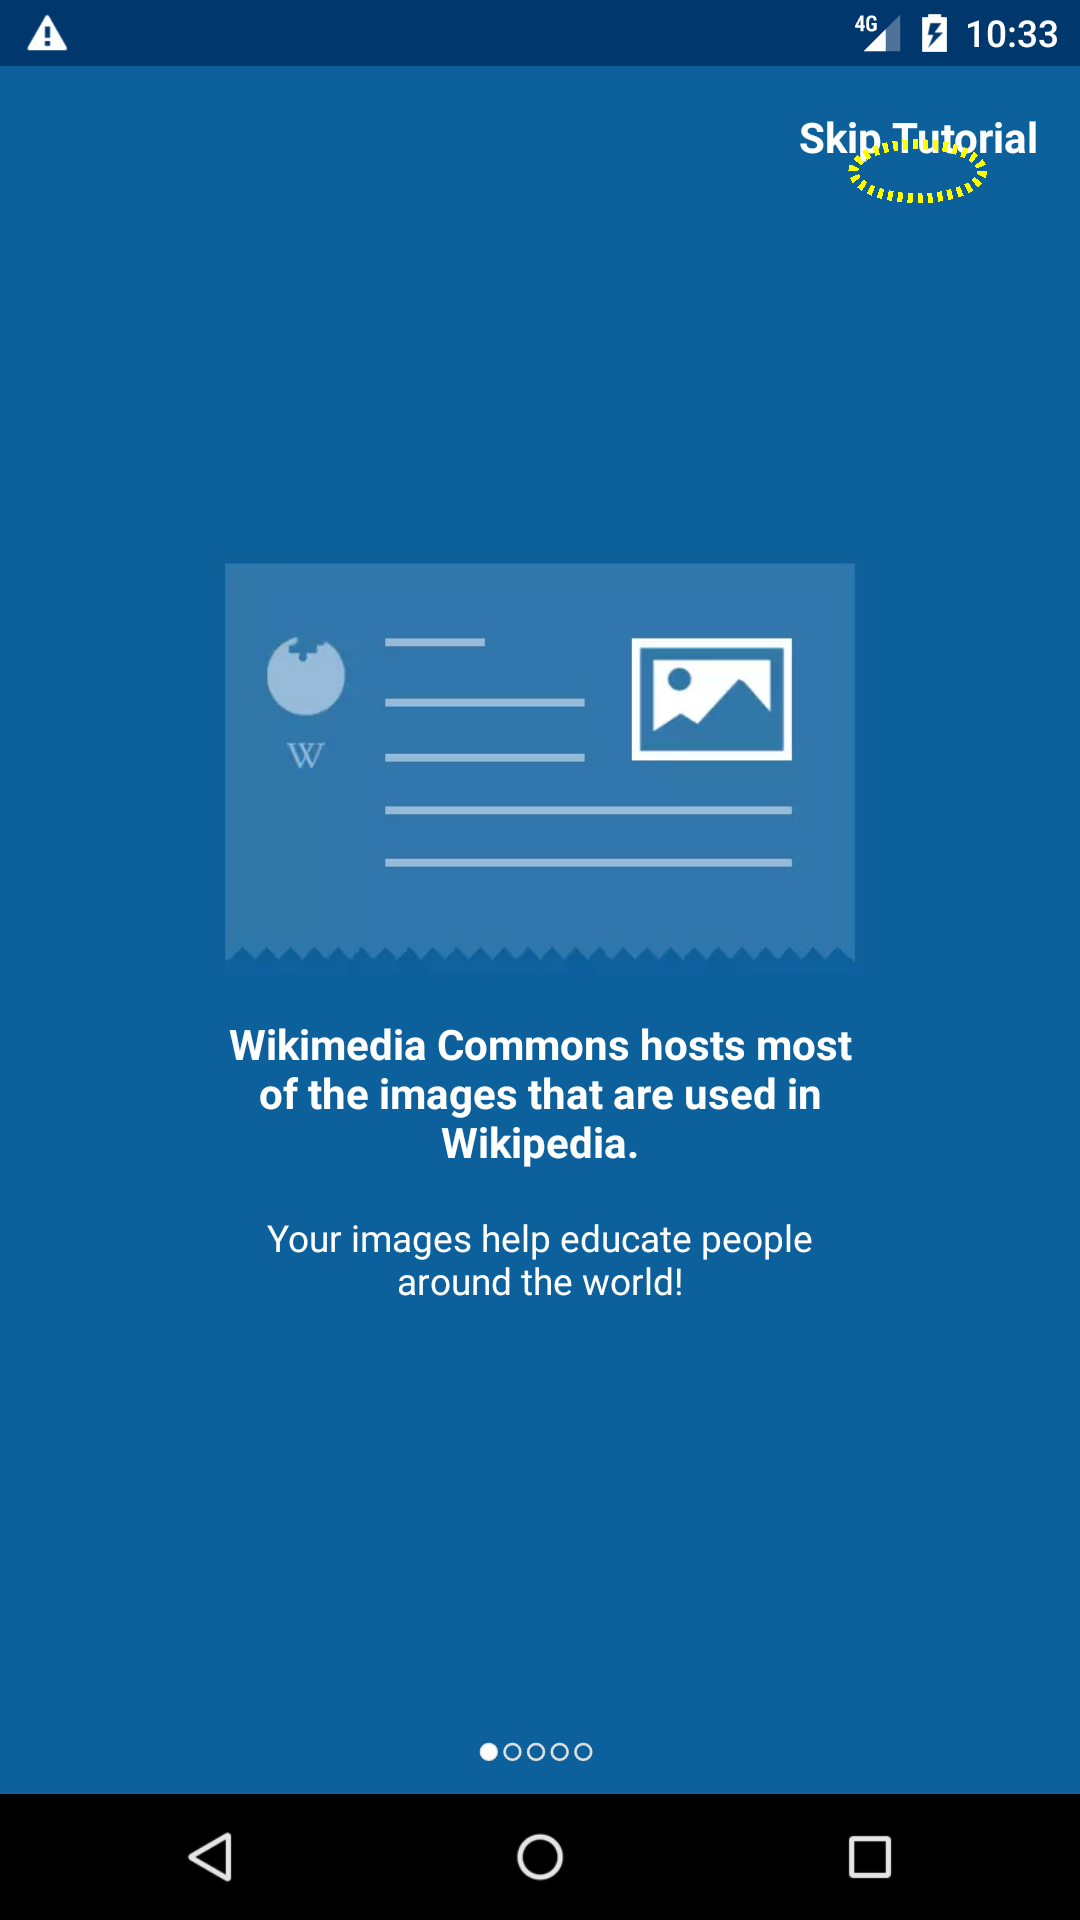 4G 10:33
Skip Tutorial
W
Wikimedia Commons hosts most
of the images that are used in
Wikipedia.
Your images help educate people
around the world!